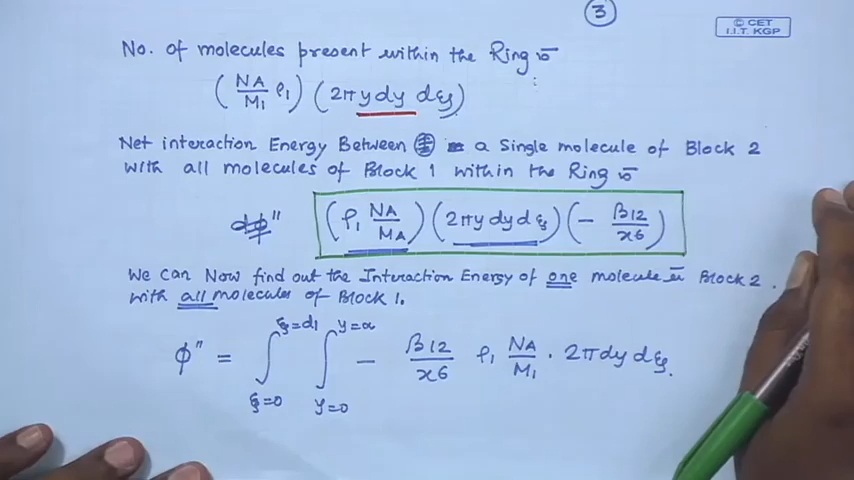 3
© CET
I.I.T. KGP
No. of molecules present within the Ring is
(NA/M1 ρ1) (2π y dy dξ)
Net interaction Energy Between a Single molecule of Block 2
with all molecules of Block 1 within the Ring is
dφ" (ρ1 NA/MA) (2πy dy dξ) (- β12/x6)
We can Now find out the Interaction Energy of one molecule in Block 2.
with all molecules of Block 1.
φ" = ∫ξ=0^ξ=d1 ∫y=0^y=α - β12/x6 ρ1 NA/M1 . 2π dy dξ.